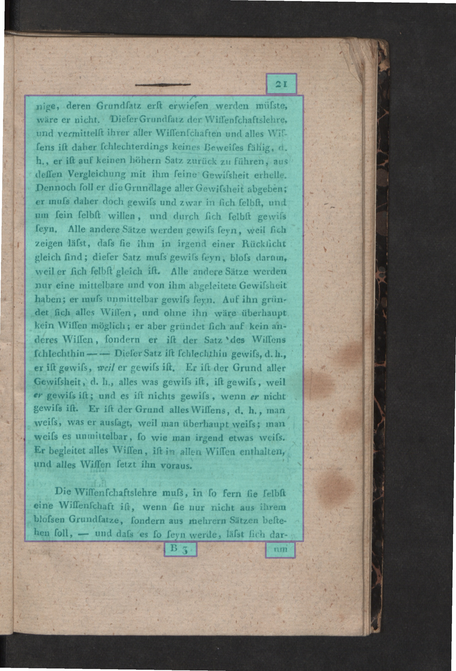 21
nige, deren Grundſatz erſt erwieſen werden müſste,
wäre er nicht. Dieſer Grundſatz der Wiſſenſchaftslehre,
und vermittelſt ihrer aller Wiſſenſchaften und alles Wiſ-
ſens iſt daher ſchlechterdings keines Beweiſes fähig, d.
h., er iſt auf keinen höhern Satz zurück zu führen, aus
deſſen Vergleichung mit ihm ſeine Gewiſsheit erhelle.
Dennoch ſoll er die Grundlage aller Gewiſsheit abgeben;
er muſs daher doch gewiſs und zwar in ſich ſelbſt, und
um ſein ſelbſt willen, und durch ſich ſelbſt gewiſs
ſeyn. Alle andere Sätze werden gewiſs ſeyn, weil ſich
zeigen läſst, daſs ſie ihm in irgend einer Rückſicht
gleich ſind; dieſer Satz muſs gewiſs ſeyn, bloſs darum,
weil er ſich ſelbſt gleich iſt. Alle andere Sätze werden
nur eine mittelbare und von ihm abgeleitete Gewiſsheit
haben; er muſs unmittelbar gewiſs ſeyn. Auf ihn grün-
det ſich alles Wiſſen, und ohne ihn wäre überhaupt
kein Wiſſen möglich; er aber gründet ſich auf kein an-
deres Wiſſen, ſondern er iſt der Satz des Wiſſens
ſchlechthin — — Dieſer Satz iſt ſchlechthin gewiſs, d. h.,
er iſt gewiſs, weil er gewiſs iſt. Er iſt der Grund aller
Gewiſsheit, d. h., alles was gewiſs iſt, iſt gewiſs, weil
er gewiſs iſt; und es iſt nichts gewiſs, wenn er nicht
gewiſs iſt. Er iſt der Grund alles Wiſſens, d. h., man
weiſs, was er ausſagt, weil man überhaupt weiſs; man
weiſs es unmittelbar, ſo wie man irgend etwas weiſs.
Er begleitet alles Wiſſen, iſt in allen Wiſſen enthalten,
und alles Wiſſen ſetzt ihn voraus.
Die Wiſſenſchaftslehre muſs, in ſo fern ſie ſelbſt
eine Wiſſenſchaft iſt, wenn ſie nur nicht aus ihrem
bloſsen Grundſatze, ſondern aus mehrern Sätzen beſte-
hen ſoll, — und daſs es ſo ſeyn werde, läſst ſich dar-
B 3
um